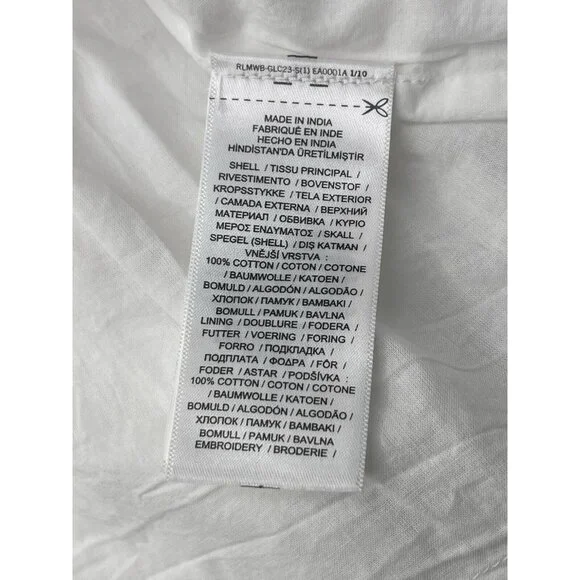 RLMWB-GLC23-S(1) EA0001A 1/10
MADE IN INDIA
FABRIQUÉ EN INDE
HECHO EN INDIA
HİNDİSTAN'DA ÜRETİLMİŞTİR
SHELL / TISSU PRINCIPAL /
RIVESTIMENTO / BOVENSTOF /
KROPSSTYKKE / TELA EXTERIOR
/ CAMADA EXTERNA / ВЕРХНИЙ
МАТЕРИАЛ / ОБВИВКА / ΚΥΡΙΟ
ΜΕΡΟΣ ΕΝΔΥΜΑΤΟΣ / SKALL /
SPEGEL (SHELL) / DIŞ KATMAN /
VNĚJŠÍ VRSTVA :
100% COTTON / COTON / COTONE
/ BAUMWOLLE / KATOEN /
BOMULD / ALGODÓN / ALGODÃO /
ХЛОПОК / ПАМУК / ΒΑΜΒΑΚΙ /
BOMULL / PAMUK / BAVLNA
LINING / DOUBLURE / FODERA /
FUTTER / VOERING / FORING /
FORRO / ПОДКЛАДКА /
ПОДПЛАТА / ΦΟΔΡΑ / FÔR /
FODER / ASTAR / PODŠÍVKA :
100% COTTON / COTON / COTONE
/ BAUMWOLLE / KATOEN /
BOMULD / ALGODÓN / ALGODÃO /
ХЛОПОК / ПАМУК / ΒΑΜΒΑΚΙ /
BOMULL / PAMUK / BAVLNA
EMBROIDERY / BRODERIE /